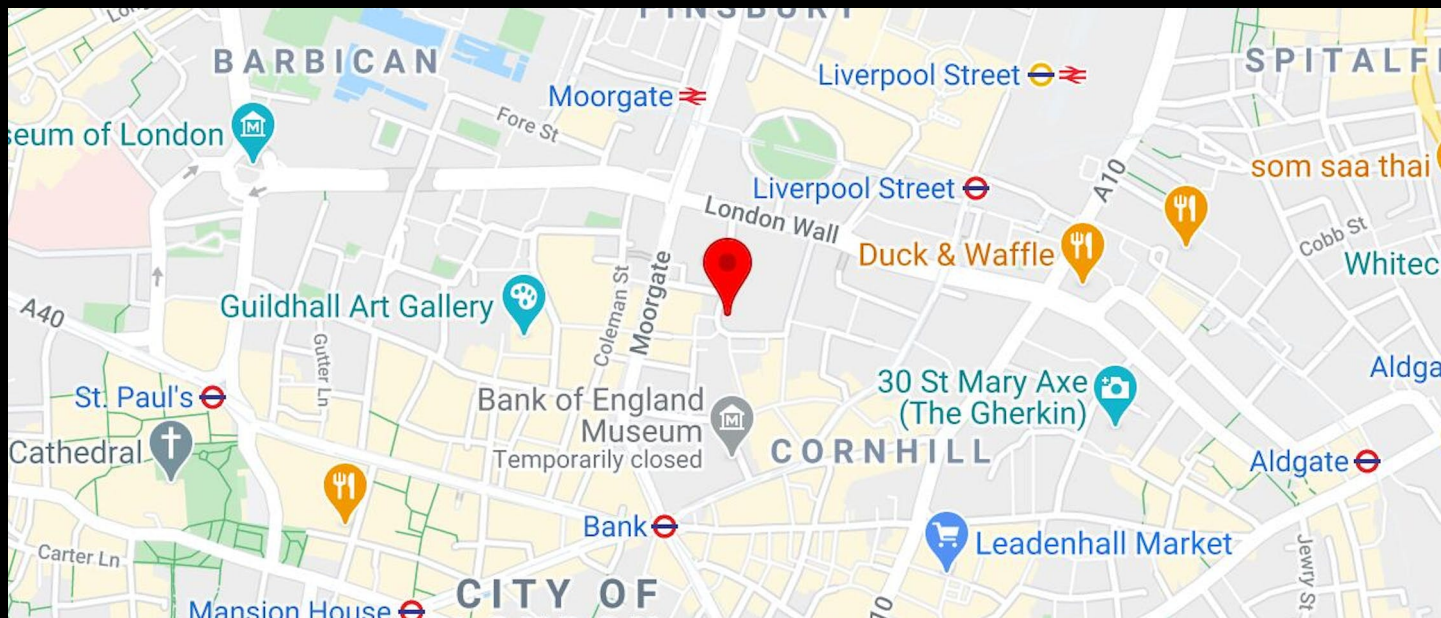 FINSBURY
BARBICAN
Liverpool Street
SPITALFI
Moorgate
Fore St
seum of London
A10
som saa thai
Liverpool Street
London Wall
Cobb St
Duck & Waffle
Whitec
Moorgate
Coleman St
Guildhall Art Gallery
A40
Gutter Ln
Aldga
St. Paul's
30 St Mary Axe
(The Gherkin)
Bank of England
Museum
Temporarily closed
CORNHILL
Cathedral
Aldgate
Bank
Leadenhall Market
Carter Ln
Jewry St
CITY OF
Mansion House
10